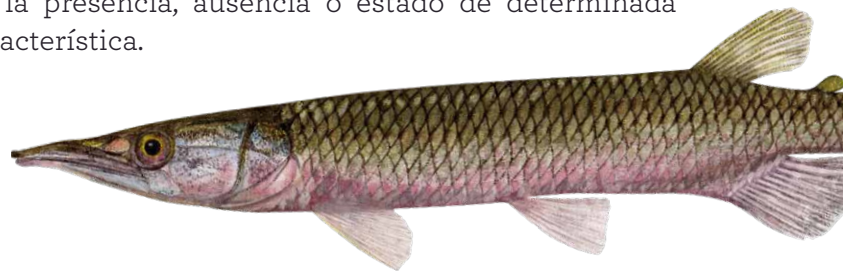 la presencia, ausencia o estado de determinada
acterística.